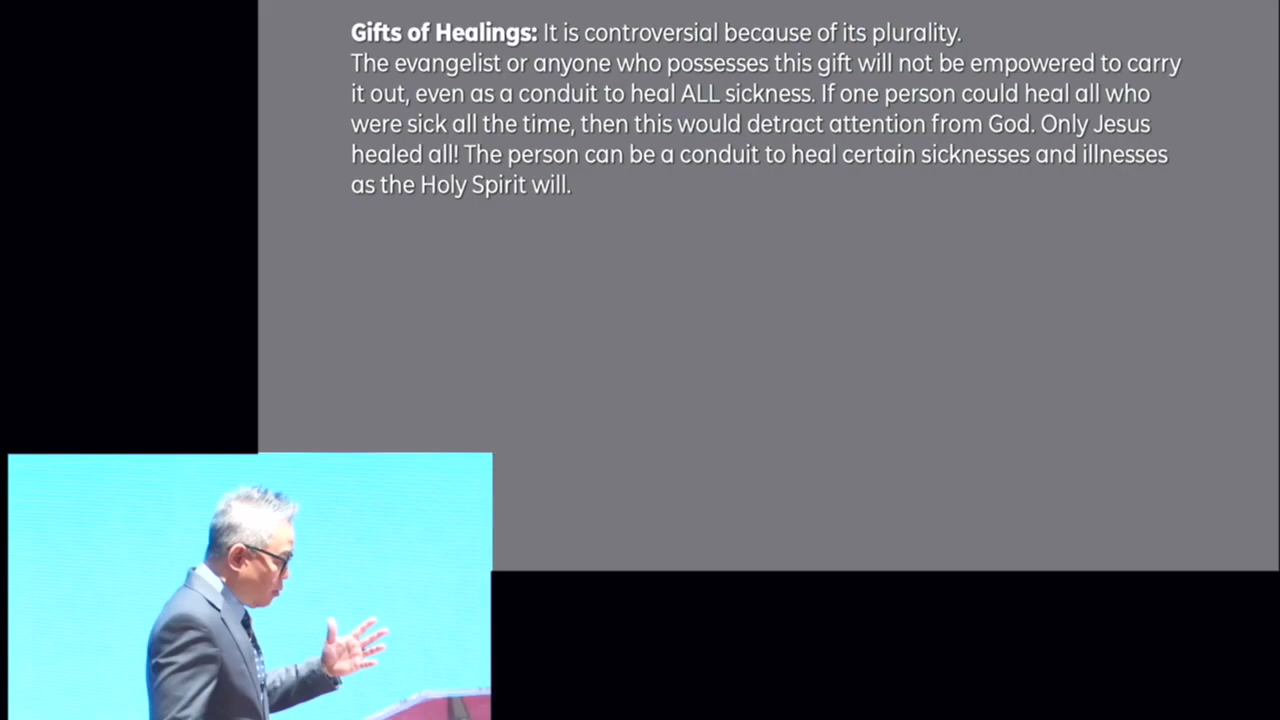 Gifts of Healings: It is controversial because of its plurality.
The evangelist or anyone who possesses this gift will not be empowered to carry
it out, even as a conduit to heal ALL sickness. If one person could heal all who
were sick all the time, then this would detract attention from God. Only Jesus
healed all! The person can be a conduit to heal certain sicknesses and illnesses
as the Holy Spirit will.